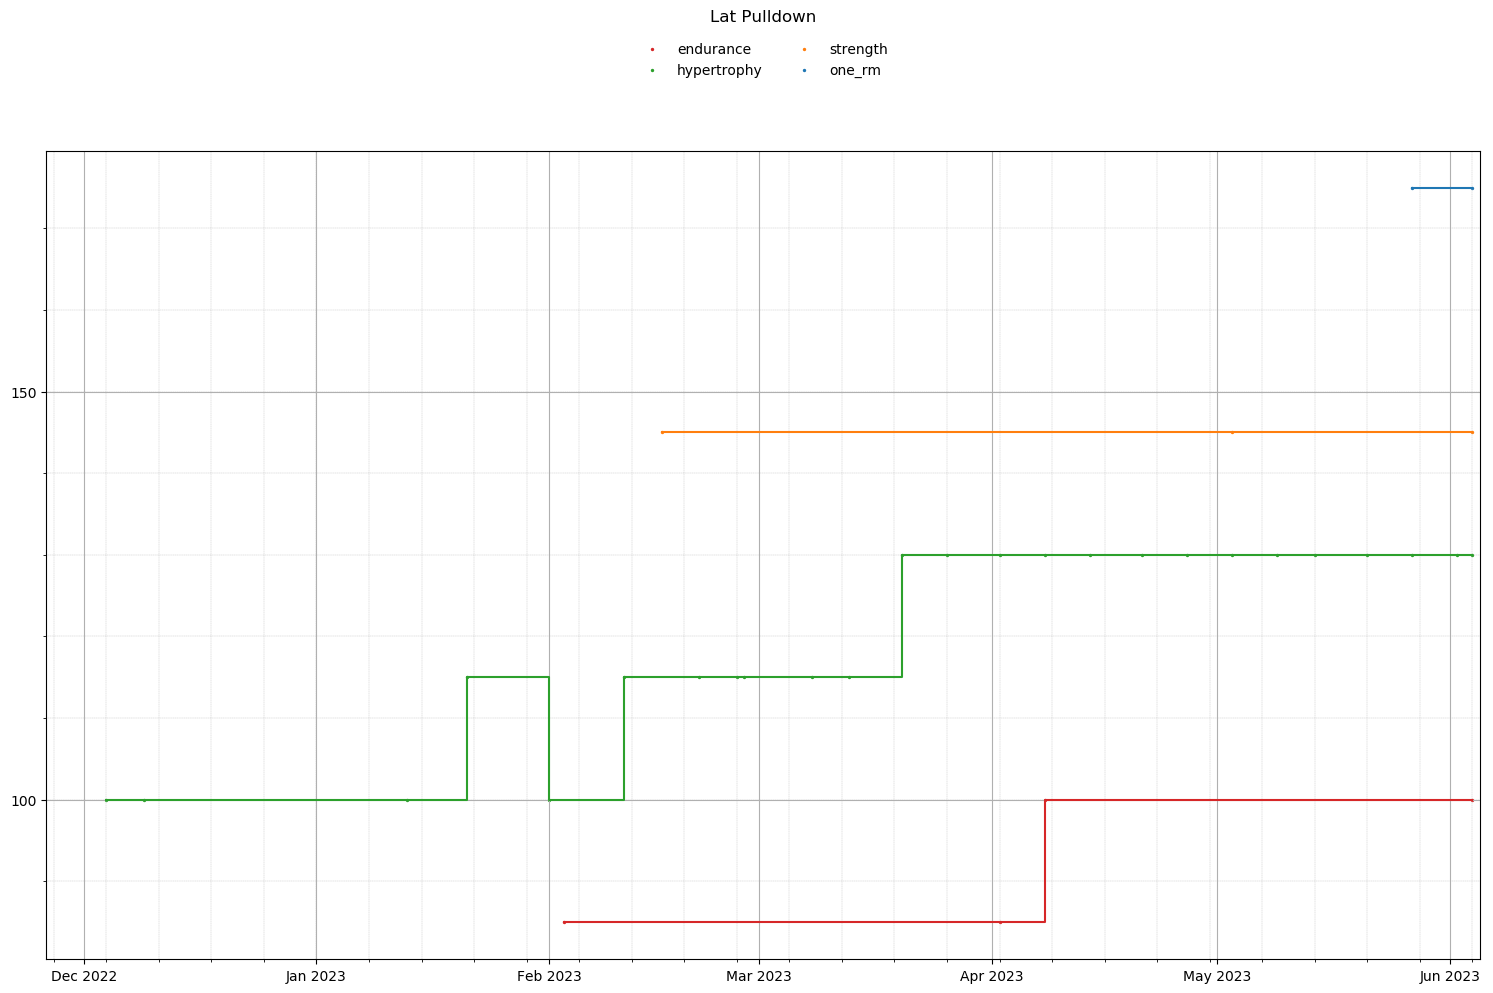 Lat Pulldown
endurance strength
hypertrophy one_rm
150
100
Dec 2022 Jan 2023 Feb 2023 Mar 2023 Apr 2023 May 2023 Jun 2023